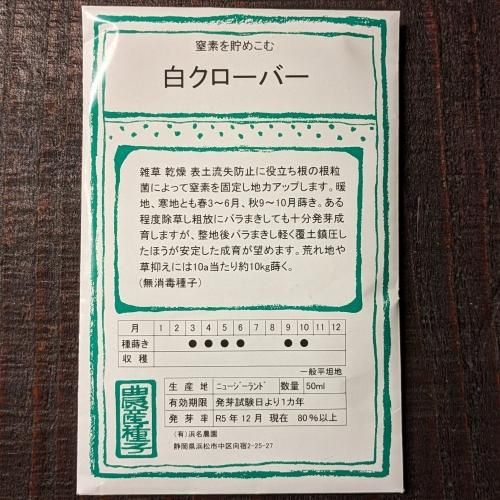 窒素を貯めこむ
白クローバー
雑草 乾燥 表土流失防止に役立ち根の根粒
菌によって窒素を固定し地力アップします。暖
地、寒地とも春3～6月、秋9～10月蒔き。ある
程度除草し粗放にバラまきしても十分発芽成
育しますが、整地後バラまきし軽く覆土鎮圧し
たほうが安定した成育が望めます。荒れ地や
草抑えには10a当たり約10kg蒔く。
(無消毒種子)
月 1 2 3 4 5 6 7 8 9 10 11 12
種蒔き ● ● ● ● ● ●
収穫
一般平坦地
生産地 ニュージーランド 数量 50ml
有効期限 発芽試験日より1カ年
発芽率 R5年12月 現在 80%以上
(有)浜名農園
静岡県浜松市中区向宿2-25-27
種子